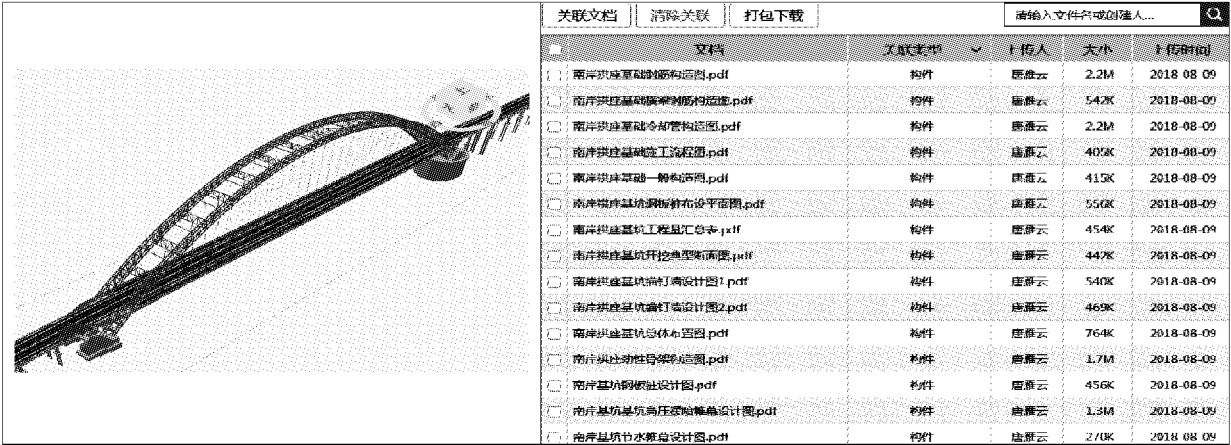 关联文档 清除关联 打包下载 请输入文件名或创建人...
文档 关联类型 上传人 大小 上传时间
南岸拱座基础钢筋构造图.pdf 构件 唐雁云 2.2M 2018-08-09
南岸拱座基础横梁钢筋构造图.pdf 构件 唐雁云 542K 2018-08-09
南岸拱座基础冷却管构造图.pdf 构件 唐雁云 2.2M 2018-08-09
南岸拱座基础施工流程图.pdf 构件 唐雁云 405K 2018-08-09
南岸拱座基础一般构造图.pdf 构件 唐雁云 415K 2018-08-09
南岸拱座基坑钢板桩布设平面图.pdf 构件 唐雁云 556K 2018-08-09
南岸拱座基坑工程量汇总表.pdf 构件 唐雁云 454K 2018-08-09
南岸拱座基坑开挖典型断面图.pdf 构件 唐雁云 442K 2018-08-09
南岸拱座基坑锚钉墙设计图1.pdf 构件 唐雁云 540K 2018-08-09
南岸拱座基坑锚钉墙设计图2.pdf 构件 唐雁云 469K 2018-08-09
南岸拱座基坑总体布置图.pdf 构件 唐雁云 764K 2018-08-09
南岸拱座劲性骨架构造图.pdf 构件 唐雁云 1.7M 2018-08-09
南岸基坑钢板桩设计图.pdf 构件 唐雁云 456K 2018-08-09
南岸基坑基坑高压旋喷帷幕设计图.pdf 构件 唐雁云 1.3M 2018-08-09
南岸基坑节水帷幕设计图.pdf 构件 唐雁云 270K 2018-08-09